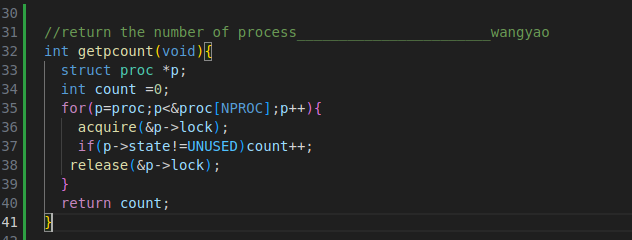 30
31 //return the number of process______________________wangyao
32 int getpcount(void){
33 struct proc *p;
34 int count =0;
35 for(p=proc;p<&proc[NPROC];p++){
36 acquire(&p->lock);
37 if(p->state!=UNUSED)count++;
38 release(&p->lock);
39 }
40 return count;
41 }
42